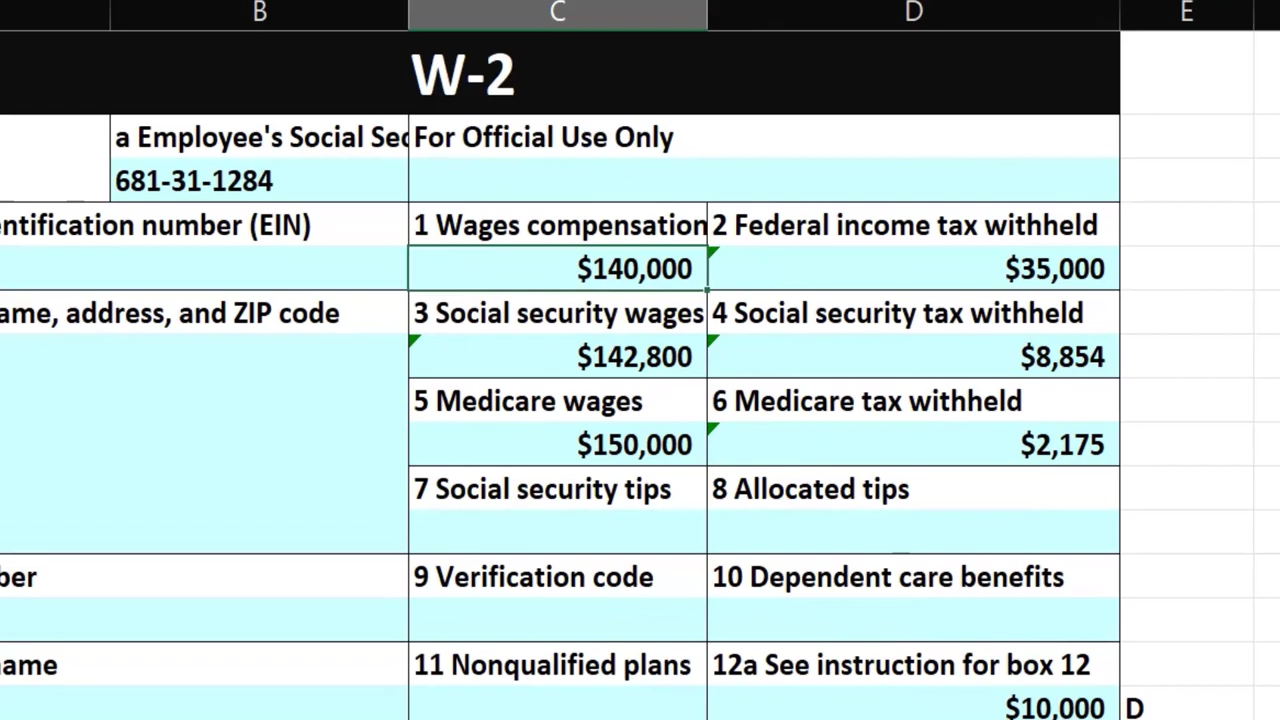 B C D E
W-2
a Employee's Social Sec For Official Use Only
681-31-1284
entification number (EIN) 1 Wages compensation 2 Federal income tax withheld
$140,000 $35,000
ame, address, and ZIP code 3 Social security wages 4 Social security tax withheld
$142,800 $8,854
5 Medicare wages 6 Medicare tax withheld
$150,000 $2,175
7 Social security tips 8 Allocated tips
ber 9 Verification code 10 Dependent care benefits
name 11 Nonqualified plans 12a See instruction for box 12
$10,000 D